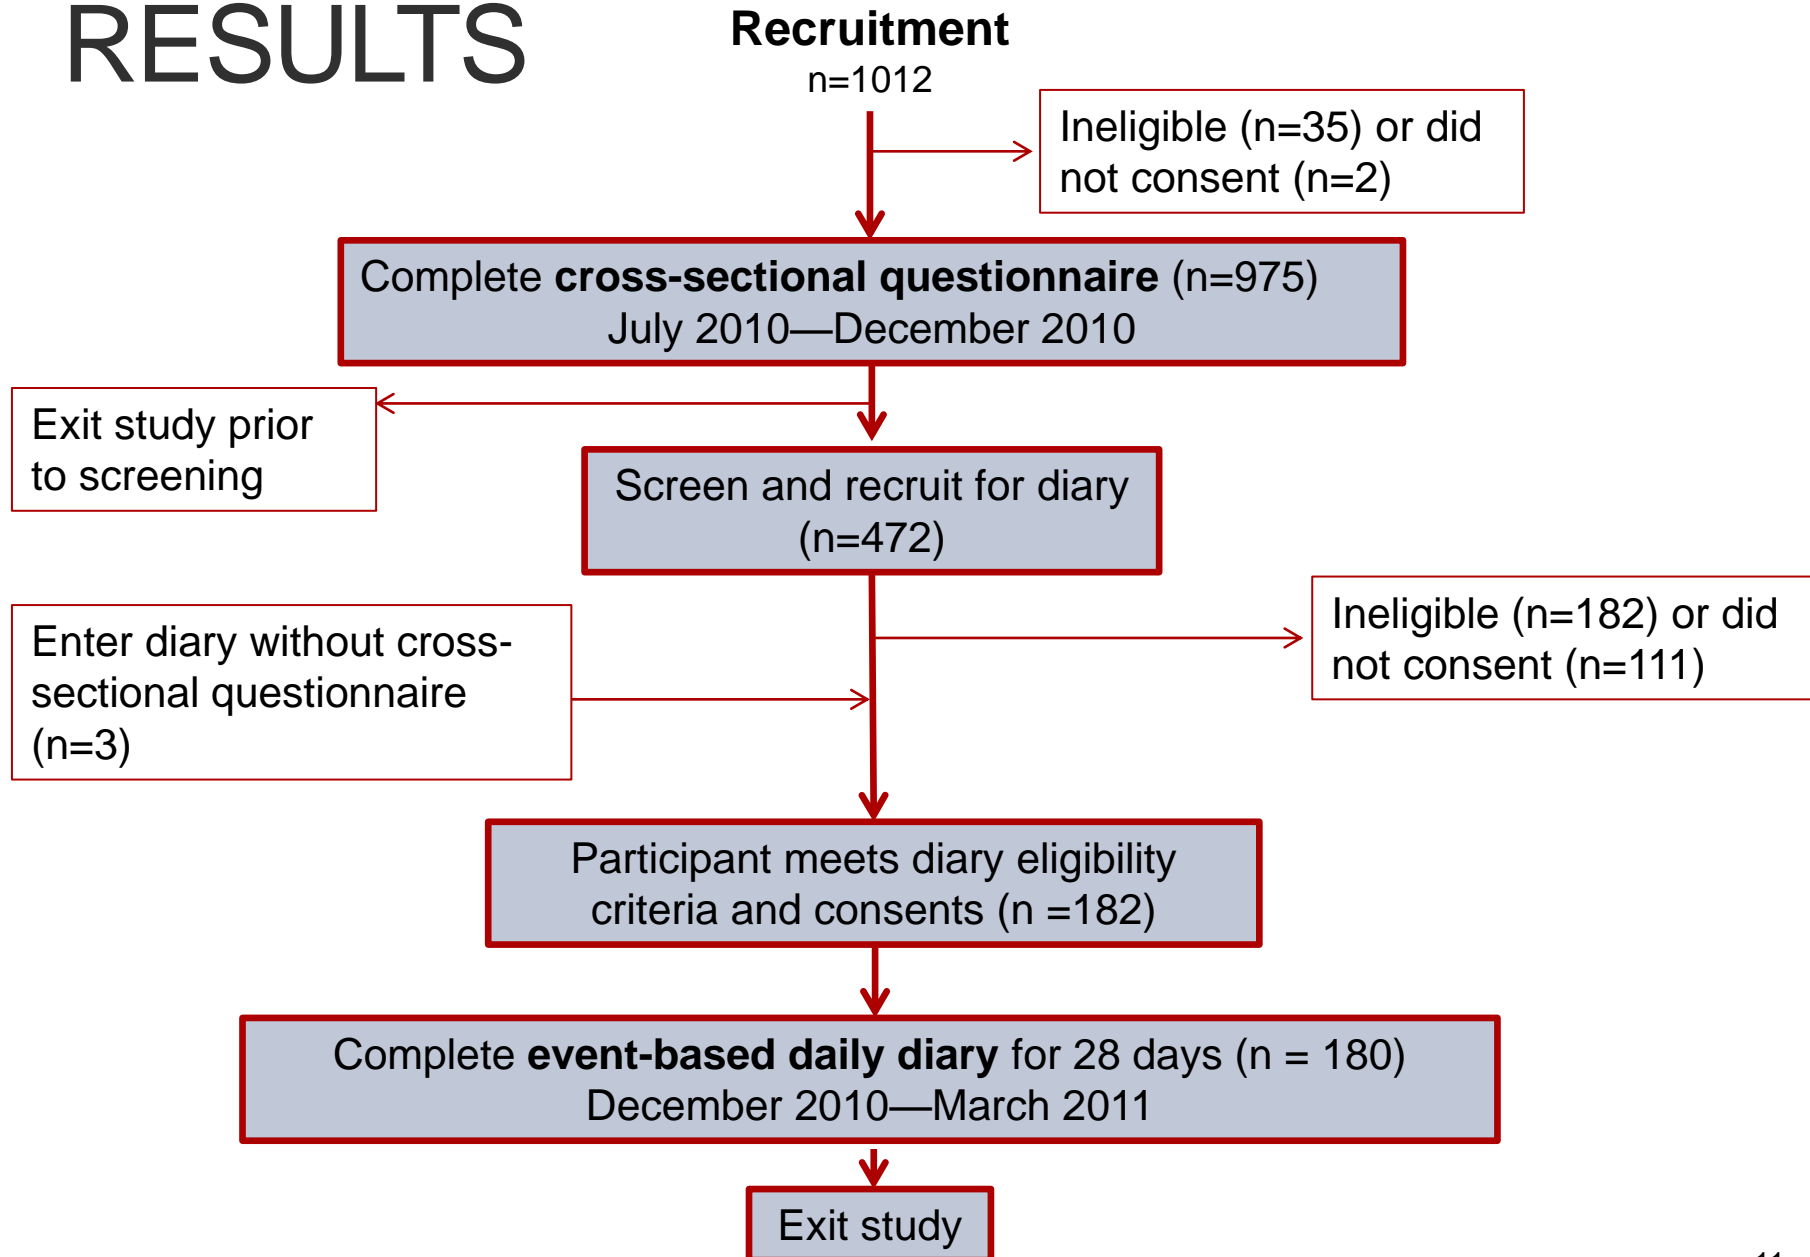 RESULTS
Recruitment
n=1012
Ineligible (n=35) or did
not consent (n=2)
Complete cross-sectional questionnaire (n=975)
July 2010—December 2010
Exit study prior
to screening
Screen and recruit for diary
(n=472)
Ineligible (n=182) or did
not consent (n=111)
Enter diary without cross-
sectional questionnaire
(n=3)
Participant meets diary eligibility
criteria and consents (n =182)
Complete event-based daily diary for 28 days (n = 180)
December 2010—March 2011
Exit study